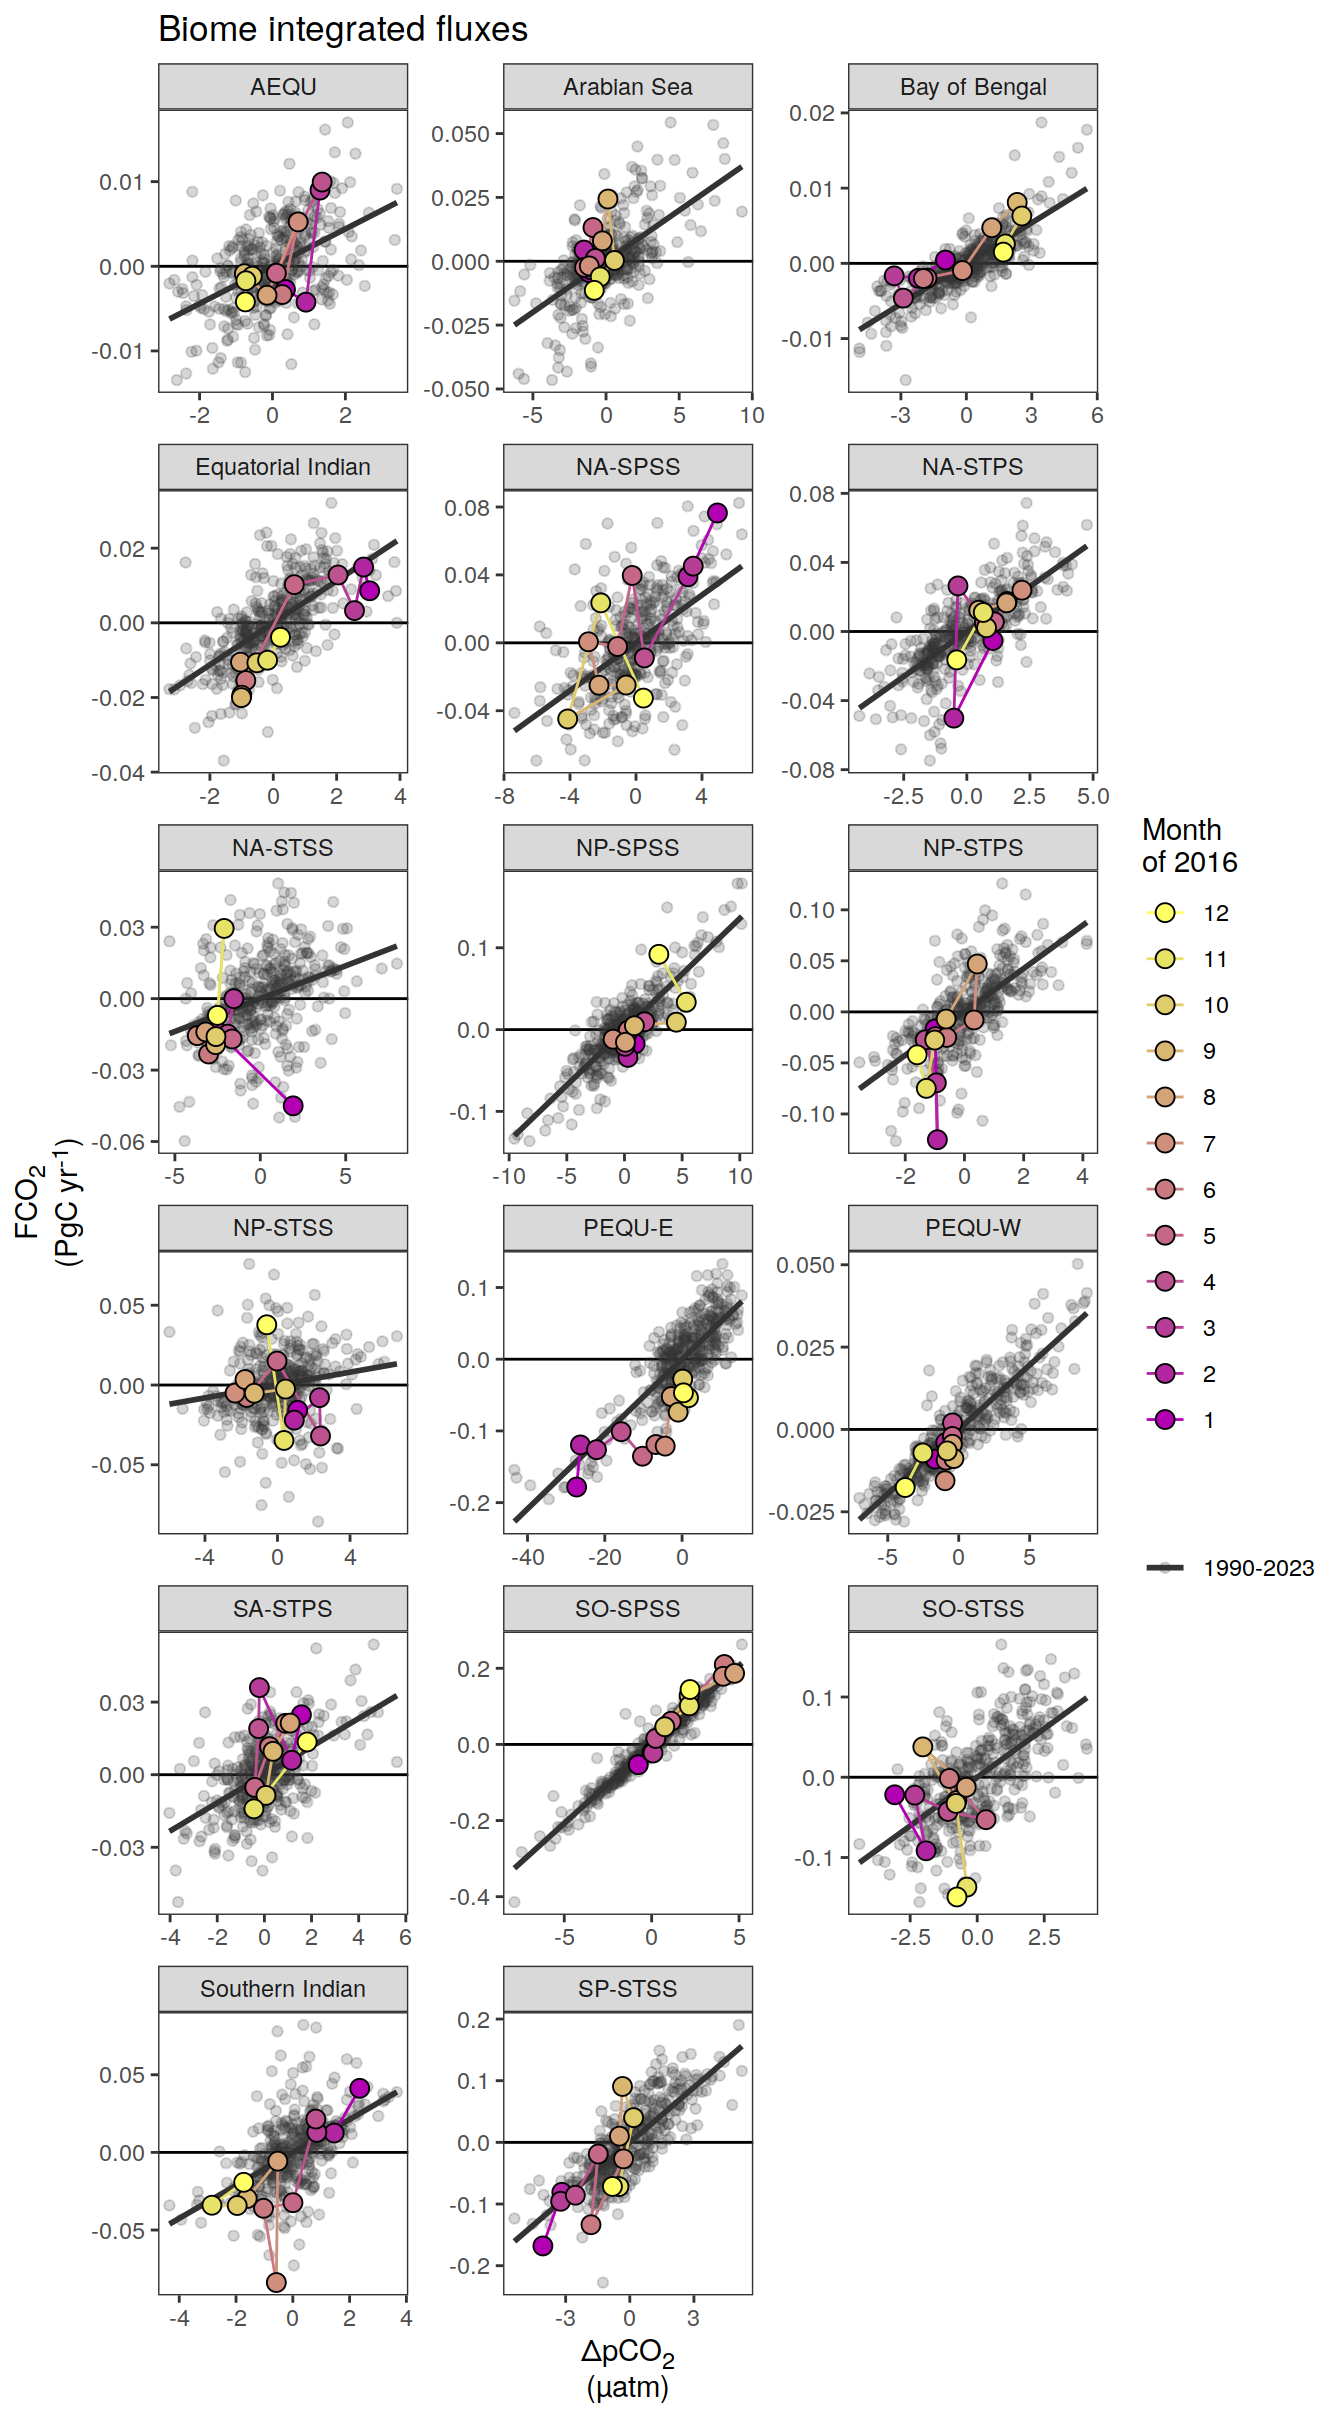 Biome integrated fluxes
AEQU
Arabian Sea
Bay of Bengal
0.01
0.00
-0.01
0.050
0.025
0.000
-0.025
-0.050
0.02
0.01
0.00
-0.01
-2 0 2
-5 0 5 10
-3 0 3 6
Equatorial Indian
NA-SPSS
NA-STPS
0.02
0.00
-0.02
-0.04
0.08
0.04
0.00
-0.04
0.08
0.04
0.00
-0.04
-0.08
-2 0 2 4
-8 -4 0 4
-2.5 0.0 2.5 5.0
NA-STSS
NP-SPSS
NP-STPS
0.03
0.00
-0.03
-0.06
0.1
0.0
-0.1
0.10
0.05
0.00
-0.05
-0.10
-5 0 5
-10 -5 0 5 10
-2 0 2 4
NP-STSS
PEQU-E
PEQU-W
0.05
0.00
-0.05
0.1
0.0
-0.1
-0.2
0.050
0.025
0.000
-0.025
-4 0 4
-40 -20 0
-5 0 5
SA-STPS
SO-SPSS
SO-STSS
0.03
0.00
-0.03
0.2
0.0
-0.2
-0.4
0.1
0.0
-0.1
-4 -2 0 2 4 6
-5 0 5
-2.5 0.0 2.5
Southern Indian
SP-STSS
0.05
0.00
-0.05
0.2
0.1
0.0
-0.1
-0.2
-4 -2 0 2 4
-3 0 3
FCO₂
(PgC yr⁻¹)
ΔpCO₂
(µatm)
Month
of 2016
12
11
10
9
8
7
6
5
4
3
2
1
1990-2023